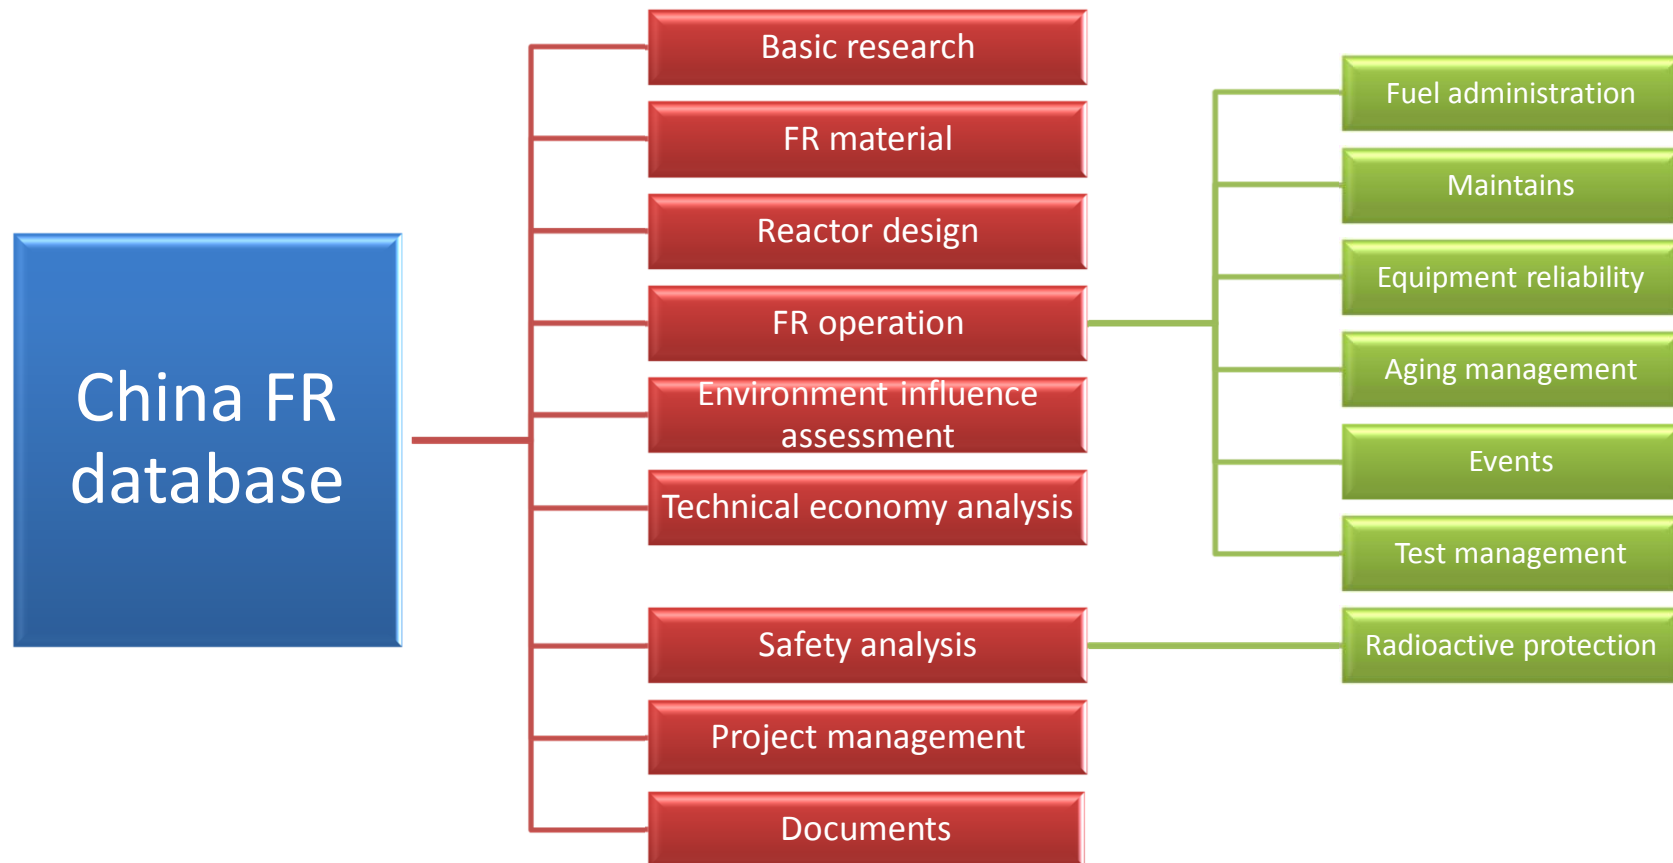 China FR
database
Basic research
FR material
Reactor design
FR operation
Environment influence
assessment
Technical economy analysis
Safety analysis
Project management
Documents
Fuel administration
Maintains
Equipment reliability
Aging management
Events
Test management
Radioactive protection